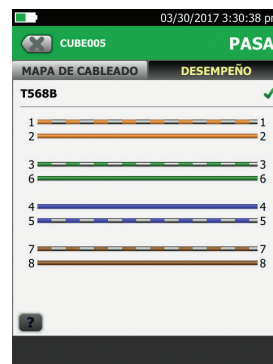 03/30/2017 3:30:38 pm
CUBE005 PASA
MAPA DE CABLEADO DESEMPEÑO
T568B
1 1
2 2
3 3
6 6
4 4
5 5
7 7
8 8
?